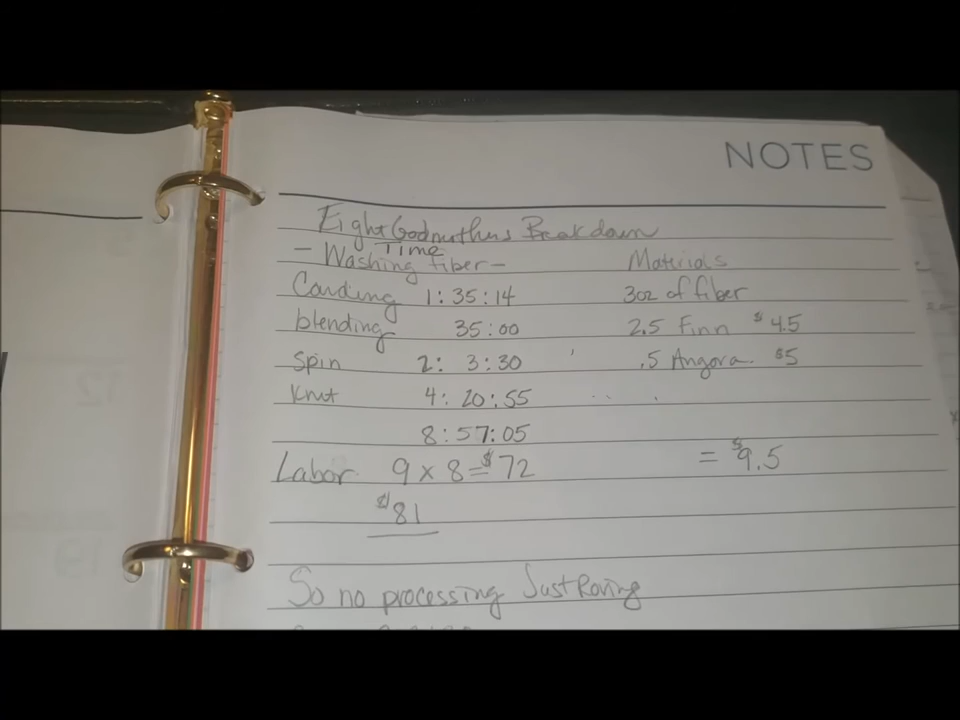 NOTES
Eight Godmuthers Breakdown
Time
- Washing fiber - Materials
Carding 1:35:14 3oz of fiber
blending 35:00 2.5 Finn $4.5
Spin 2: 3:30 .5 Angora. $5
Knit 4:20:55
8:57:05
Labor. 9 x 8 = $72 = $9.5
$81
So no processing Just Roving